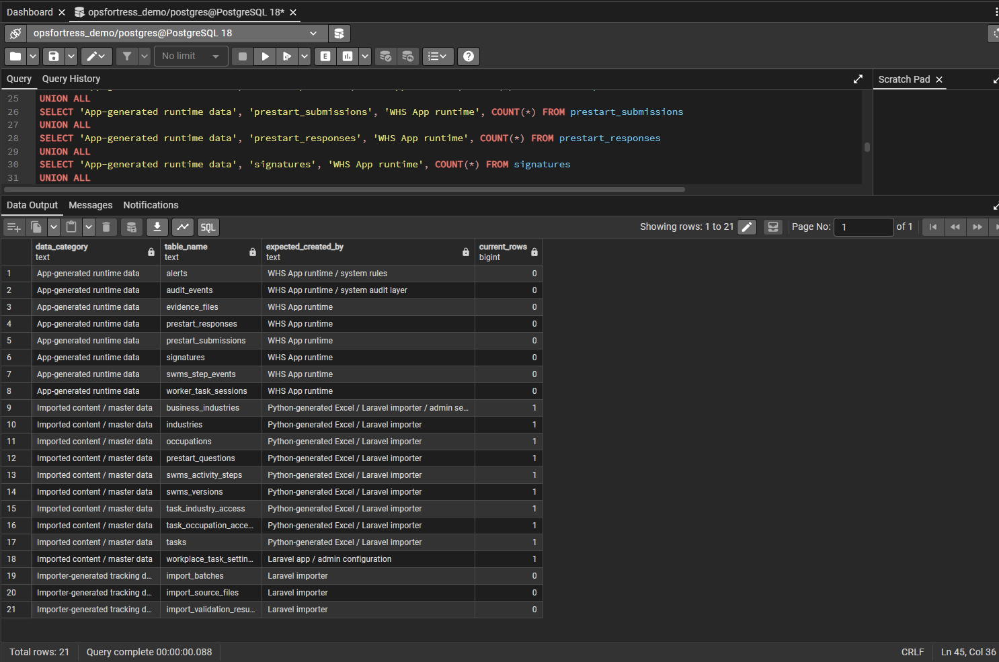 Dashboard
opsfortress_demo/postgres@PostgreSQL 18*
opsfortress_demo/postgres@PostgreSQL 18
No limit
Query Query History
Scratch Pad
25 UNION ALL
26 SELECT 'App-generated runtime data', 'prestart_submissions', 'WHS App runtime', COUNT(*) FROM prestart_submissions
27 UNION ALL
28 SELECT 'App-generated runtime data', 'prestart_responses', 'WHS App runtime', COUNT(*) FROM prestart_responses
29 UNION ALL
30 SELECT 'App-generated runtime data', 'signatures', 'WHS App runtime', COUNT(*) FROM signatures
31 UNION ALL
Data Output Messages Notifications
SQL
Showing rows: 1 to 21
Page No: 1 of 1
data_category table_name expected_created_by current_rows
text text text bigint
1 App-generated runtime data alerts WHS App runtime / system rules 0
2 App-generated runtime data audit_events WHS App runtime / system audit layer 0
3 App-generated runtime data evidence_files WHS App runtime 0
4 App-generated runtime data prestart_responses WHS App runtime 0
5 App-generated runtime data prestart_submissions WHS App runtime 0
6 App-generated runtime data signatures WHS App runtime 0
7 App-generated runtime data swms_step_events WHS App runtime 0
8 App-generated runtime data worker_task_sessions WHS App runtime 0
9 Imported content / master data business_industries Python-generated Excel / Laravel importer / admin se... 1
10 Imported content / master data industries Python-generated Excel / Laravel importer 1
11 Imported content / master data occupations Python-generated Excel / Laravel importer 1
12 Imported content / master data prestart_questions Python-generated Excel / Laravel importer 1
13 Imported content / master data swms_activity_steps Python-generated Excel / Laravel importer 1
14 Imported content / master data swms_versions Python-generated Excel / Laravel importer 1
15 Imported content / master data task_industry_access Python-generated Excel / Laravel importer 1
16 Imported content / master data task_occupation_acce... Python-generated Excel / Laravel importer 1
17 Imported content / master data tasks Python-generated Excel / Laravel importer 1
18 Imported content / master data workplace_task_settin... Laravel app / admin configuration 1
19 Importer-generated tracking d... import_batches Laravel importer 0
20 Importer-generated tracking d... import_source_files Laravel importer 0
21 Importer-generated tracking d... import_validation_resu... Laravel importer 0
Total rows: 21 Query complete 00:00:00.088 CRLF Ln 45, Col 36